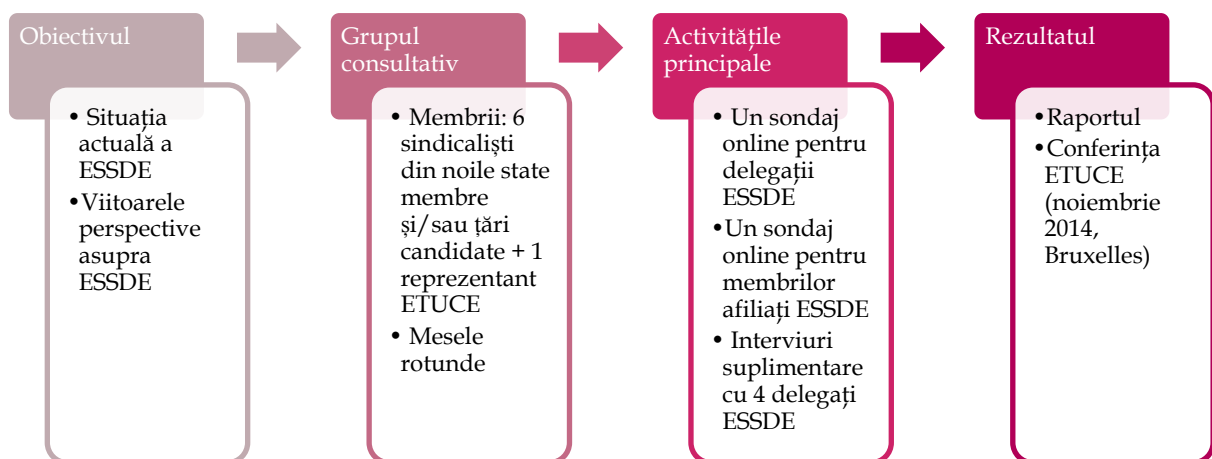 Obiectivul
• Situația
actuală a
ESSDE
•Viitoarele
perspective
asupra
ESSDE
Grupul
consultativ
• Membrii: 6
sindicaliști
din noile state
membre
și/sau țări
candidate + 1
reprezentant
ETUCE
• Mesele
rotunde
Activitățile
principale
• Un sondaj
online pentru
delegații
ESSDE
•Un sondaj
online pentru
membrilor
afiliați ESSDE
• Interviuri
suplimentare
cu 4 delegați
ESSDE
Rezultatul
•Raportul
•Conferința
ETUCE
(noiembrie
2014,
Bruxelles)